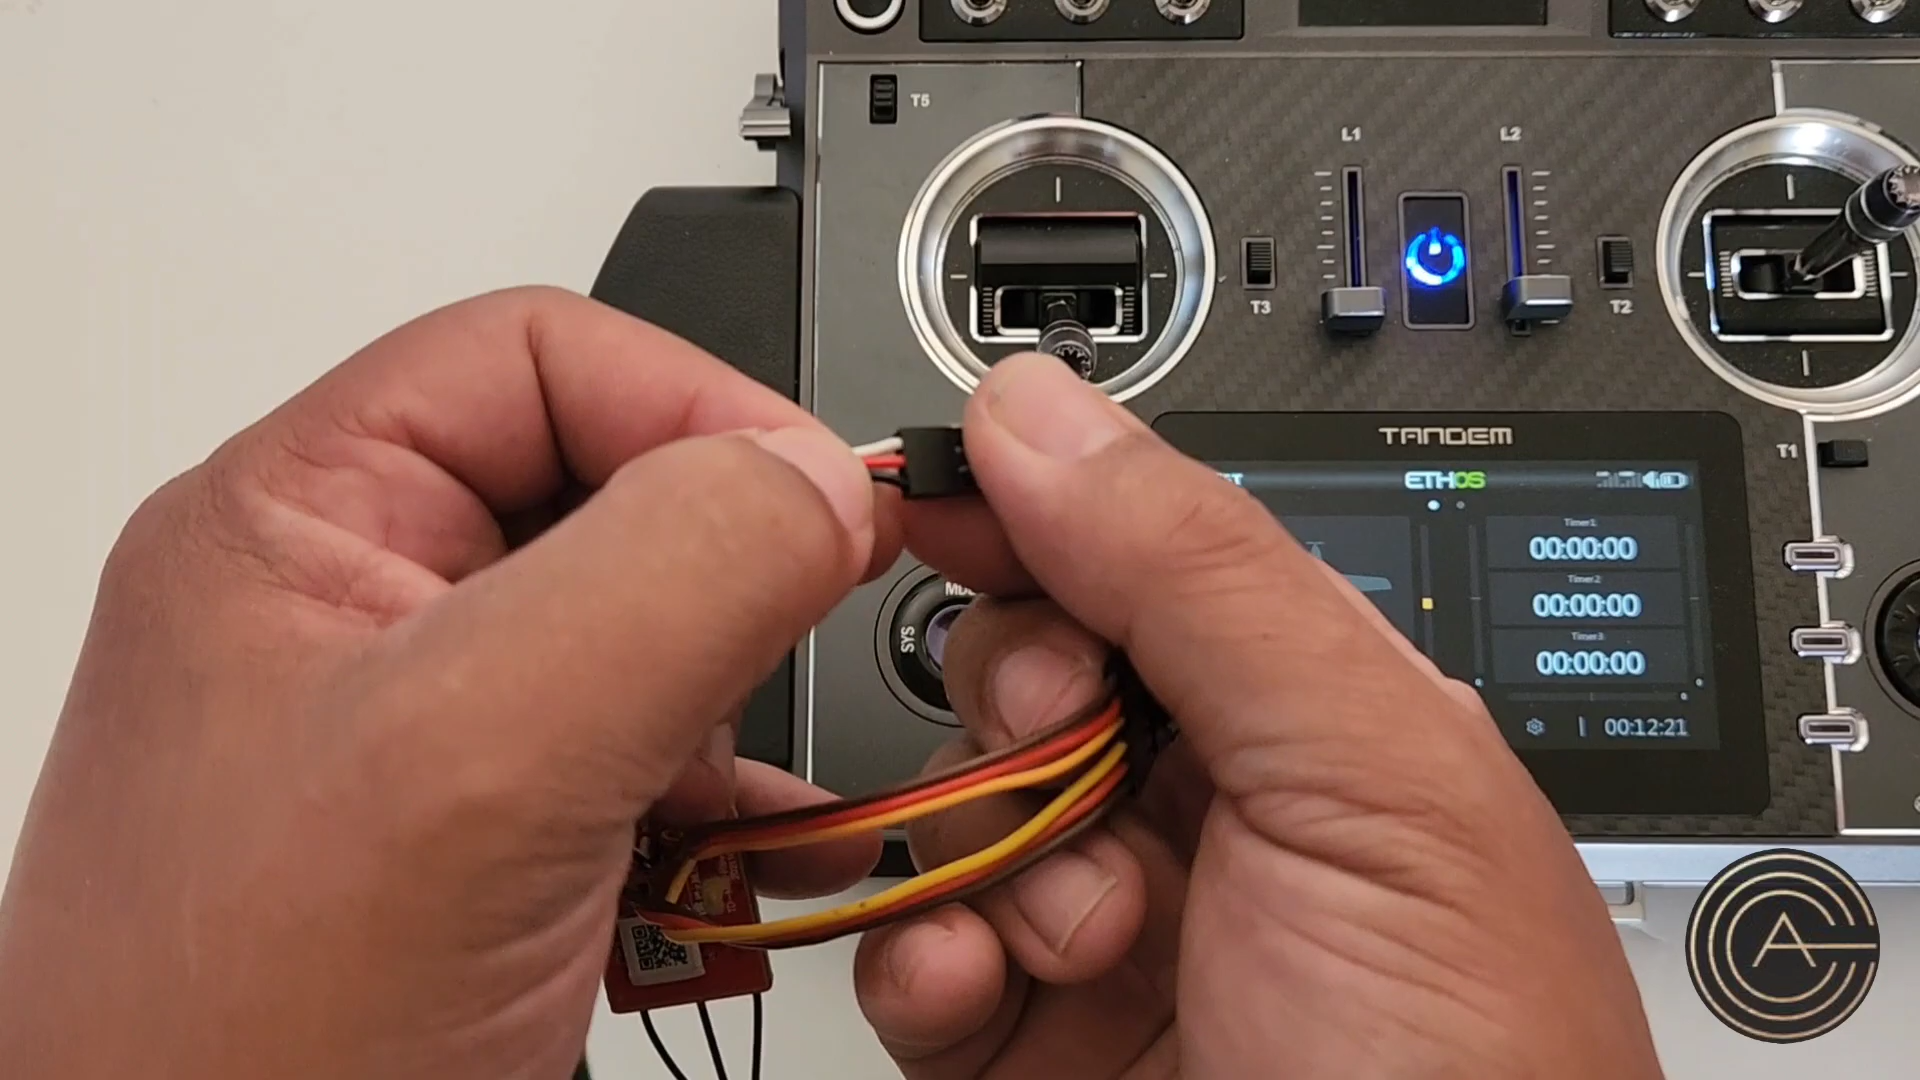 T5
L1
L2
T3
T2
TANDEM
T1
ETHOS
Timer1
00:00:00
Timer2
00:00:00
Timer3
00:00:00
SYS
00:12:21
A